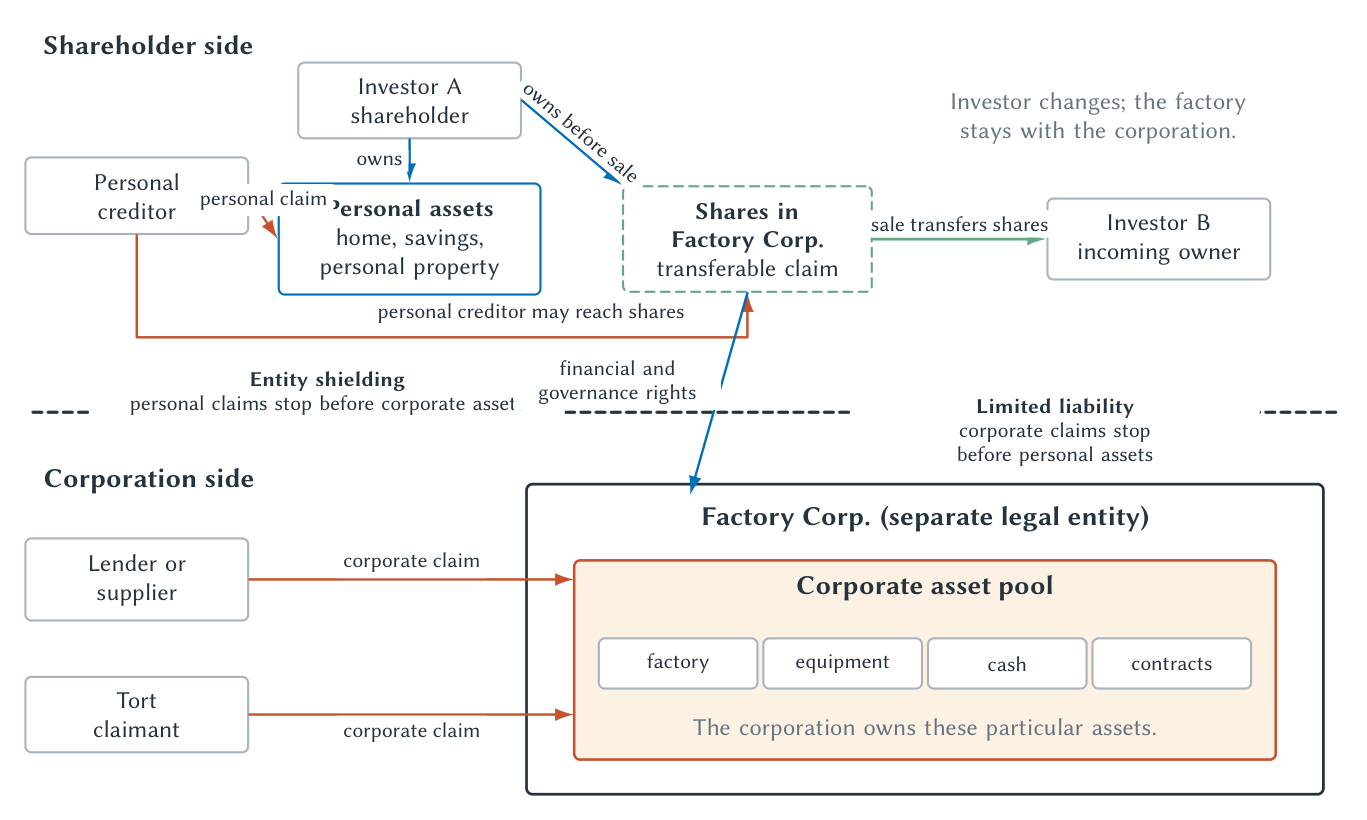 Shareholder side
Investor A
shareholder
owns before sale
Investor changes; the factory
stays with the corporation.
owns
Personal
creditor
personal claim
Personal assets
home, savings,
personal property
Shares in
Factory Corp.
transferable claim
sale transfers shares
Investor B
incoming owner
personal creditor may reach shares
financial and
governance rights
Entity shielding
personal claims stop before corporate asset
Limited liability
corporate claims stop
before personal assets
Corporation side
Factory Corp. (separate legal entity)
Lender or
supplier
corporate claim
Corporate asset pool
factory
equipment
cash
contracts
Tort
claimant
corporate claim
The corporation owns these particular assets.